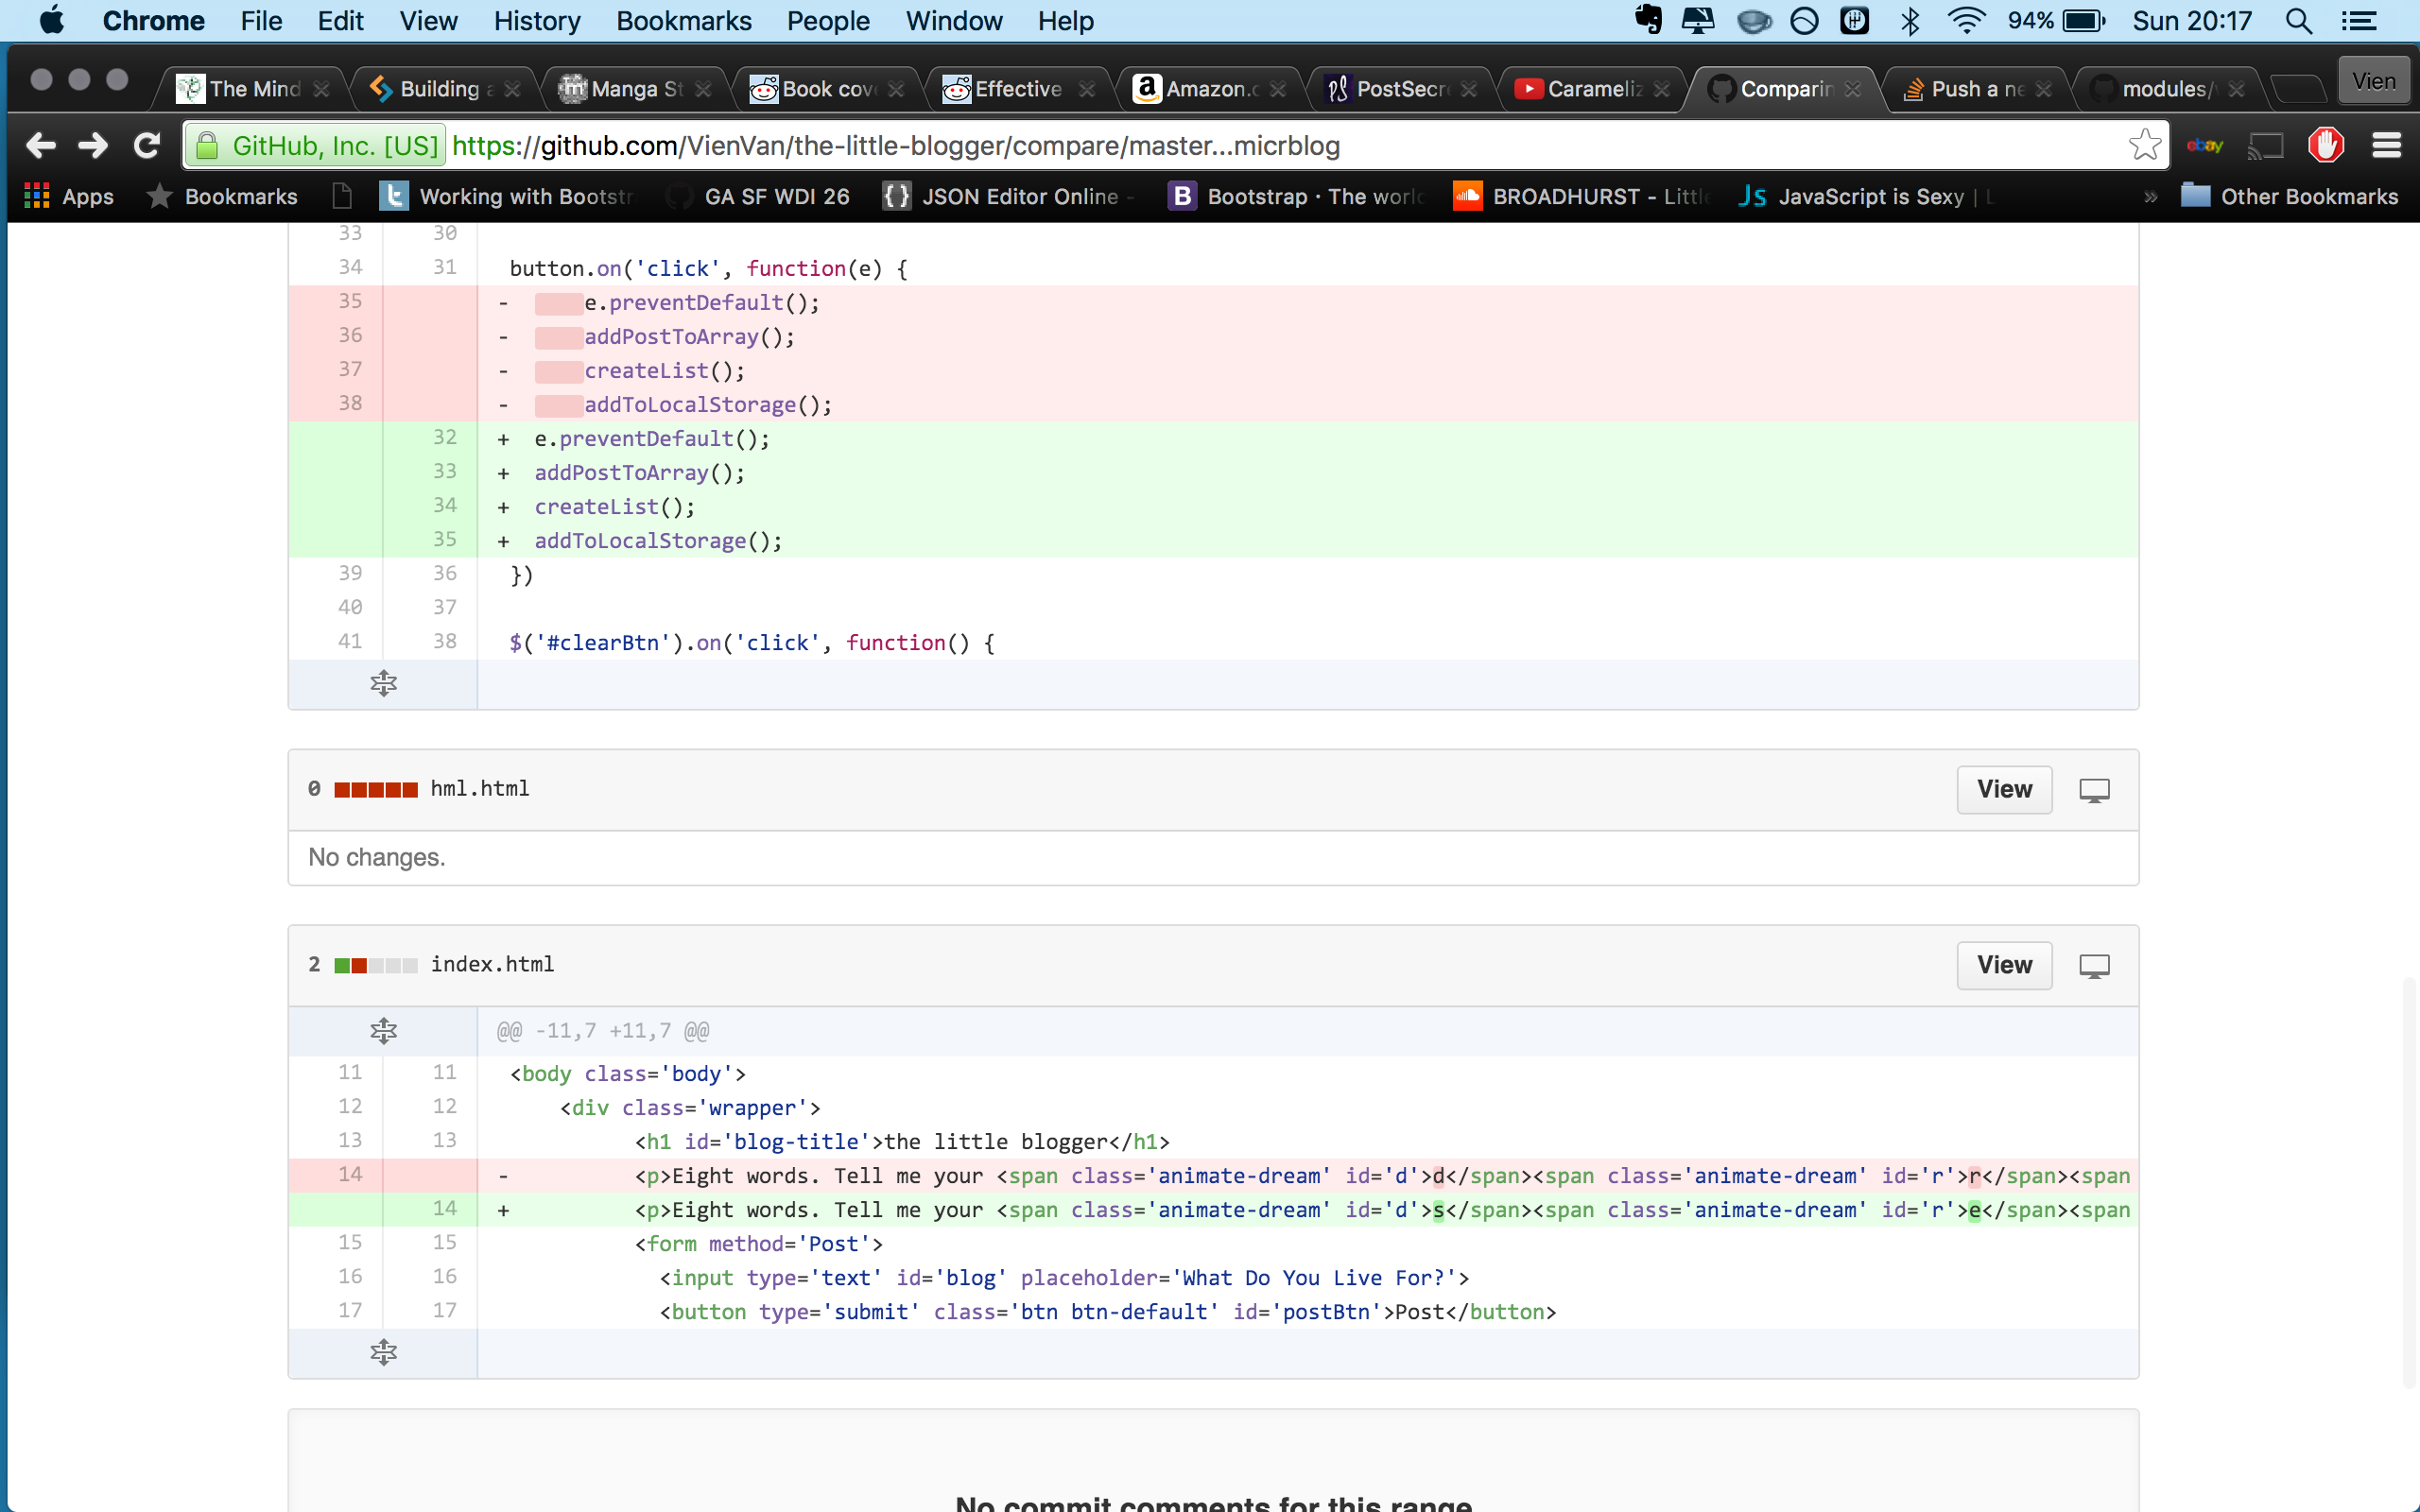 Chrome File Edit View History Bookmarks People Window Help 94% Sun 20:17
The Mind Building a Manga St Book cov Effective Amazon.c PostSecr Carameliz Comparin Push a ne modules/ Vien
GitHub, Inc. [US] https://github.com/VienVan/the-little-blogger/compare/master...micrblog ebay
Apps Bookmarks Working with Bootstr GA SF WDI 26 JSON Editor Online - Bootstrap · The worl BROADHURST - Little JavaScript is Sexy | L » Other Bookmarks
33 30
34 31 button.on('click', function(e) {
35 - e.preventDefault();
36 - addPostToArray();
37 - createList();
38 - addToLocalStorage();
32 + e.preventDefault();
33 + addPostToArray();
34 + createList();
35 + addToLocalStorage();
39 36 })
40 37
41 38 $('#clearBtn').on('click', function() {
0 hml.html View
No changes.
2 index.html View
@@ -11,7 +11,7 @@
11 11 <body class='body'>
12 12 <div class='wrapper'>
13 13 <h1 id='blog-title'>the little blogger</h1>
14 - <p>Eight words. Tell me your <span class='animate-dream' id='d'>d</span><span class='animate-dream' id='r'>r</span><span
14 + <p>Eight words. Tell me your <span class='animate-dream' id='d'>s</span><span class='animate-dream' id='r'>e</span><span
15 15 <form method='Post'>
16 16 <input type='text' id='blog' placeholder='What Do You Live For?'>
17 17 <button type='submit' class='btn btn-default' id='postBtn'>Post</button>
No commit comments for this range